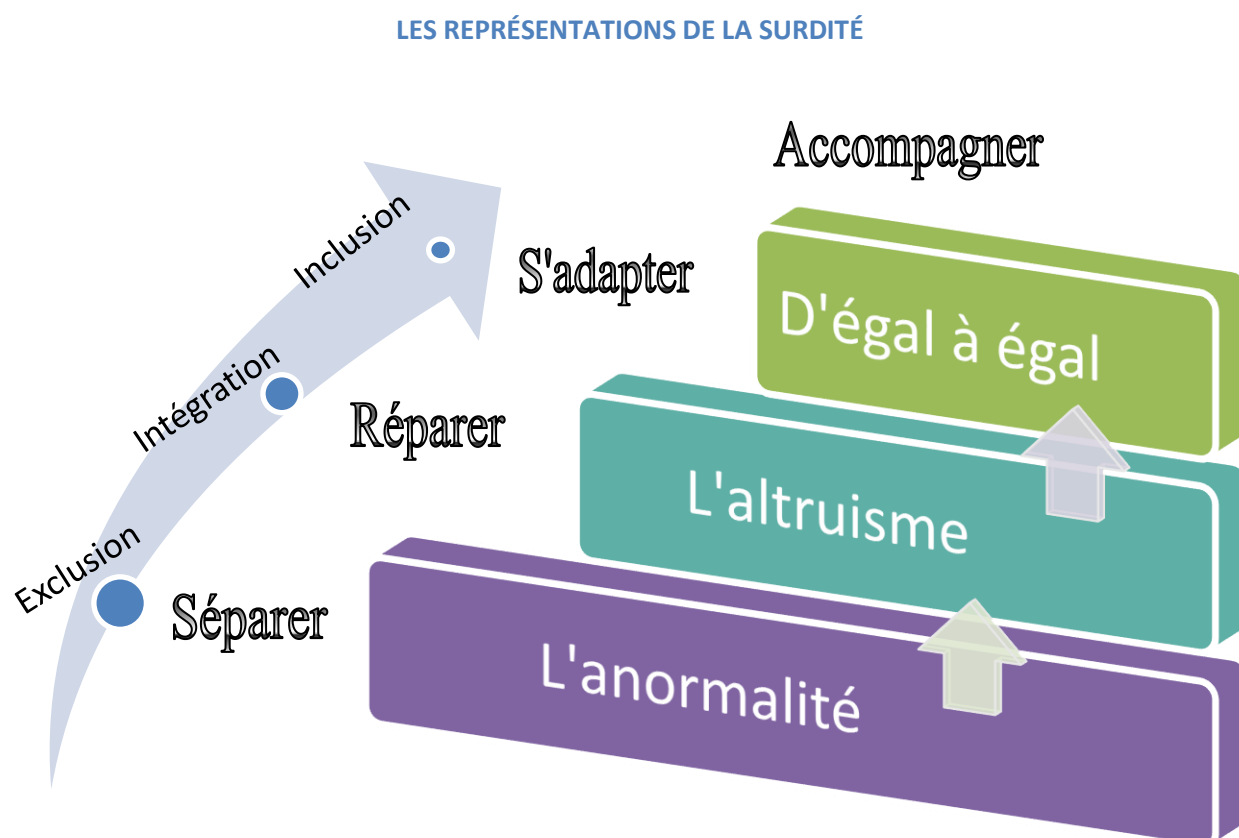 LES REPRÉSENTATIONS DE LA SURDITÉ
Accompagner
Inclusion
S'adapter
D'égal à égal
Intégration
Réparer
L'altruisme
Exclusion
Séparer
L'anormalité